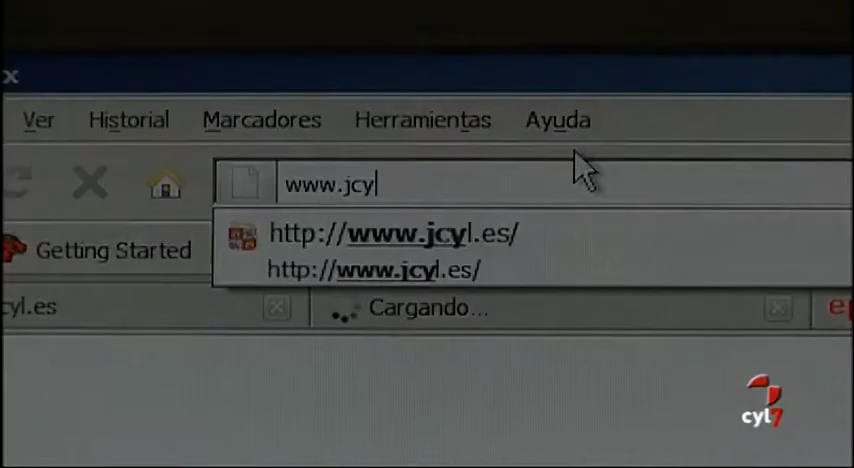 x
Ver Historial Marcadores Herramientas Ayuda
www.jcy
http://www.jcyl.es/
http://www.jcyl.es/
Getting Started
cyl.es
Cargando...
cyl7